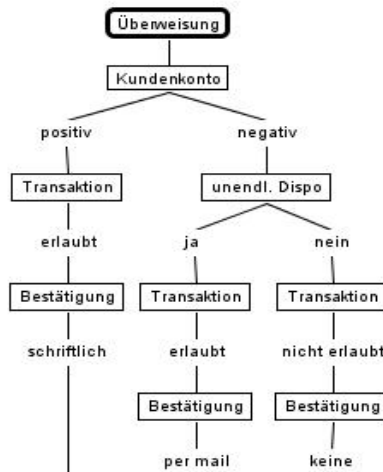 Überweisung
Kundenkonto
positiv negativ
Transaktion unendl. Dispo
erlaubt ja nein
Bestätigung Transaktion Transaktion
schriftlich erlaubt nicht erlaubt
Bestätigung Bestätigung
per mail keine